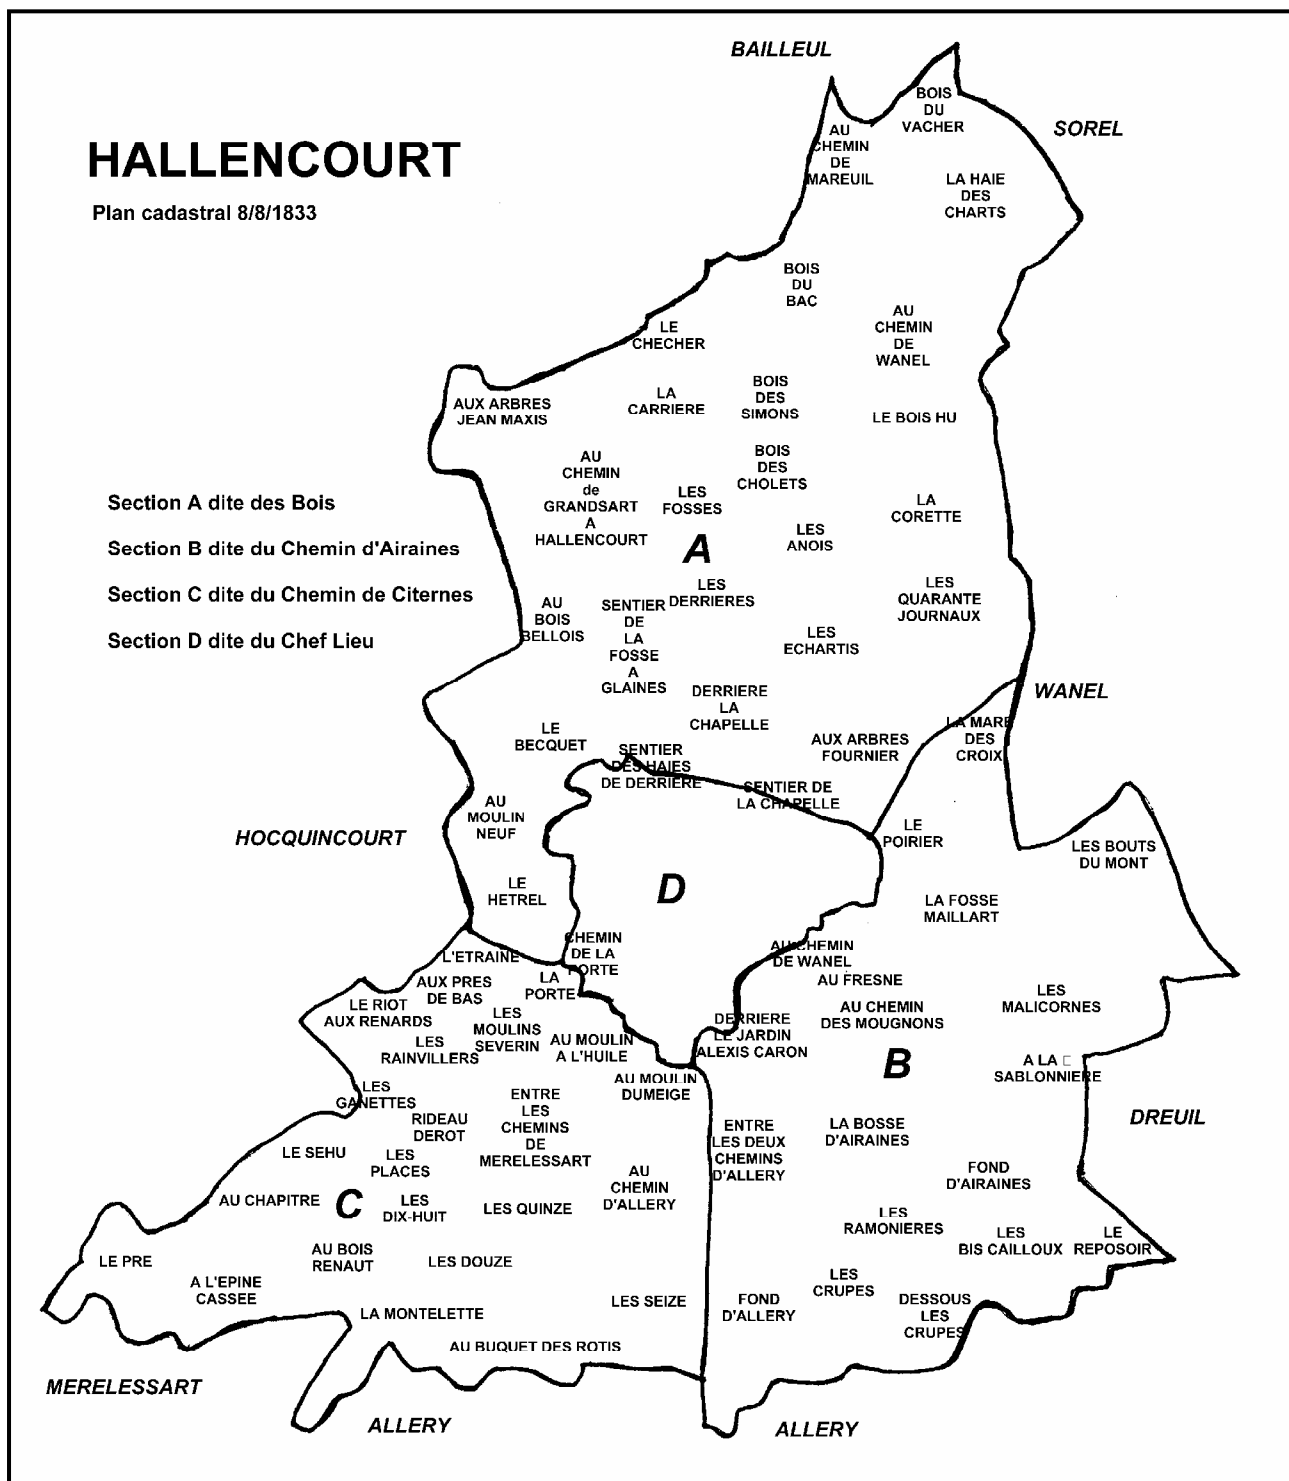 BAILLEUL
BOIS
DU
VACHER
SOREL
AU
CHEMIN
DE
MAREUIL
HALLENCOURT
Plan cadastral 8/8/1833
LA HAIE
DES
CHARTS
BOIS
DU
BAC
AU
CHEMIN
DE
WANEL
LE
CHECHER
BOIS
DES
SIMONS
LA
CARRIERE
AUX ARBRES
JEAN MAXIS
LE BOIS HU
BOIS
DES
CHOLETS
AU
CHEMIN
de
GRANDSART
A
HALLENCOURT
LES
FOSSES
LA
CORETTE
LES
ANOIS
A
Section A dite des Bois
Section B dite du Chemin d'Airaines
Section C dite du Chemin de Citernes
Section D dite du Chef Lieu
LES
DERRIERES
LES
QUARANTE
JOURNAUX
AU
BOIS
BELLOIS
SENTIER
DE
LA
FOSSE
A
GLAINES
LES
ECHARTIS
DERRIERE
LA
CHAPELLE
WANEL
LA MARE
DES
CROIX
LE
BECQUET
AUX ARBRES
FOURNIER
SENTIER
DES HAIES
DE DERRIERE
SENTIER DE
LA CHAPELLE
AU
MOULIN
NEUF
HOCQUINCOURT
LE
POIRIER
LES BOUTS
DU MONT
LE
HETREL
D
LA FOSSE
MAILLART
CHEMIN
DE LA
PORTE
AU CHEMIN
DE WANEL
L'ETRAINE
AU FRESNE
AUX PRES
DE BAS
LA
PORTE
LES
MALICORNES
LE RIOT
AUX RENARDS
LES
MOULINS
SEVERIN
AU CHEMIN
DES MOUGNONS
DERRIERE
LE JARDIN
ALEXIS CARON
LES
RAINVILLERS
AU MOULIN
A L'HUILE
B
A LA □
SABLONNIERE
AU MOULIN
DUMEIGE
LES
GANETTES
ENTRE
LES
CHEMINS
DE
MERELESSART
RIDEAU
DEROT
DREUIL
ENTRE
LES DEUX
CHEMINS
D'ALLERY
LA BOSSE
D'AIRAINES
LE SEHU
LES
PLACES
AU
CHEMIN
D'ALLERY
FOND
D'AIRAINES
AU CHAPITRE
C
LES
DIX-HUIT
LES QUINZE
LES
RAMONIERES
LES
BIS CAILLOUX
LE
REPOSOIR
LE PRE
AU BOIS
RENAUT
LES DOUZE
A L'EPINE
CASSEE
LES
CRUPES
LES SEIZE
FOND
D'ALLERY
DESSOUS
LES
CRUPES
LA MONTELETTE
AU BUQUET DES ROTIS
MERELESSART
ALLERY
ALLERY